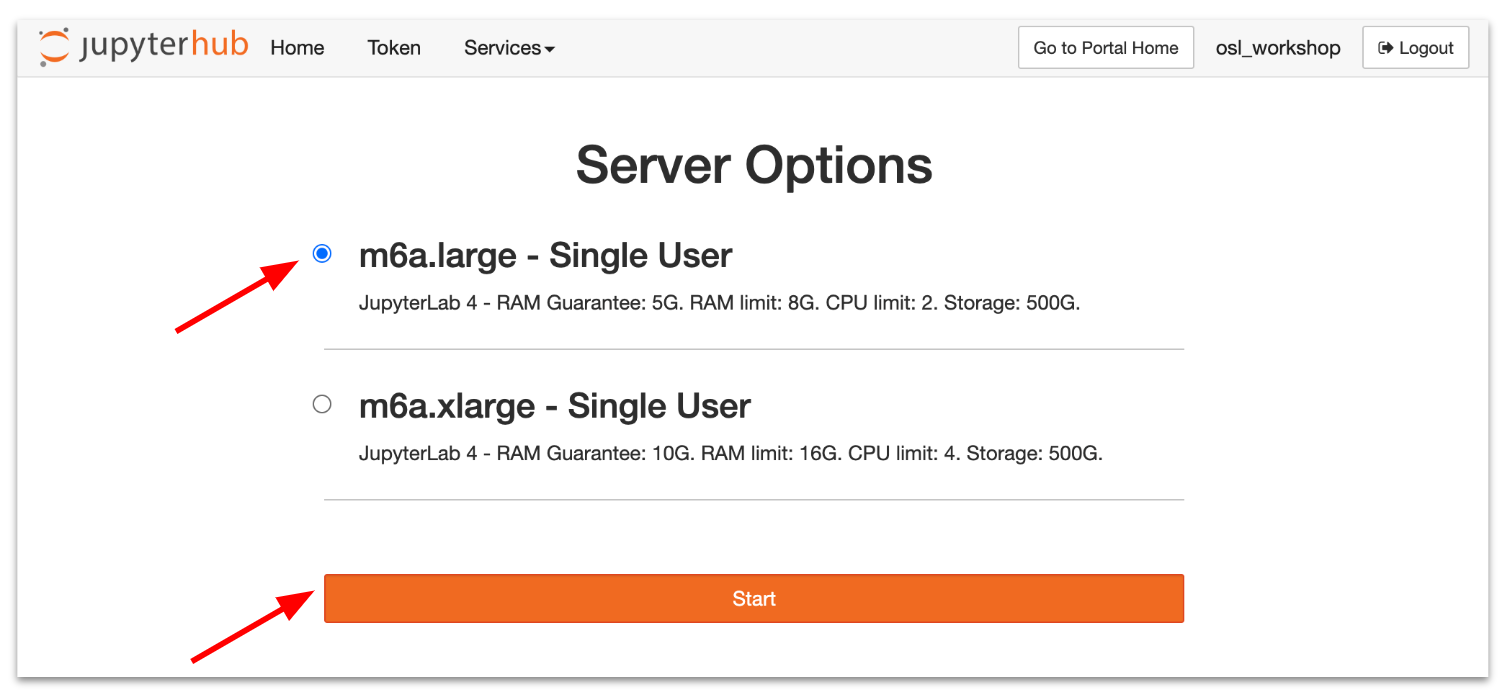 jupyterhub Home Token Services Go to Portal Home osl_workshop Logout
Server Options
m6a.large - Single User
JupyterLab 4 - RAM Guarantee: 5G. RAM limit: 8G. CPU limit: 2. Storage: 500G.
m6a.xlarge - Single User
JupyterLab 4 - RAM Guarantee: 10G. RAM limit: 16G. CPU limit: 4. Storage: 500G.
Start